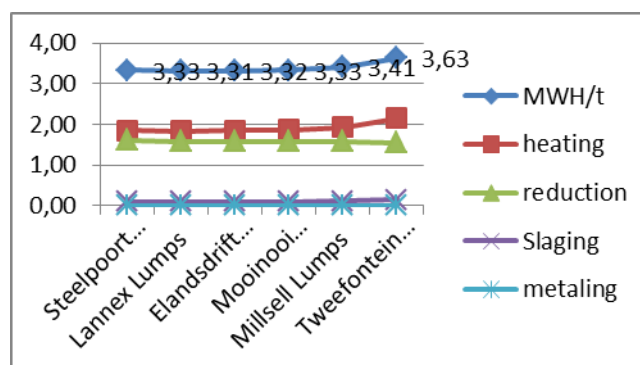 4,00
3,00
2,00
1,00
0,00
3,33
3,31
3,32
3,33
3,41
3,63
Steelpoort...
Lannex Lumps
Elandsdrift...
Mooinooi...
Millsell Lumps
Tweefontein...
MWH/t
heating
reduction
Slaging
metaling